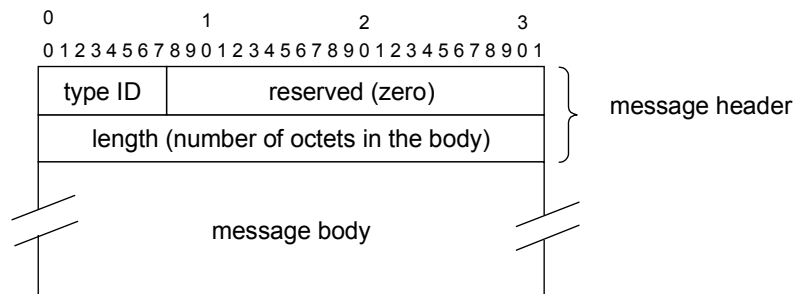 0 1 2 3
0 1 2 3 4 5 6 7 8 9 0 1 2 3 4 5 6 7 8 9 0 1 2 3 4 5 6 7 8 9 0 1
type ID reserved (zero)
message header
length (number of octets in the body)
message body